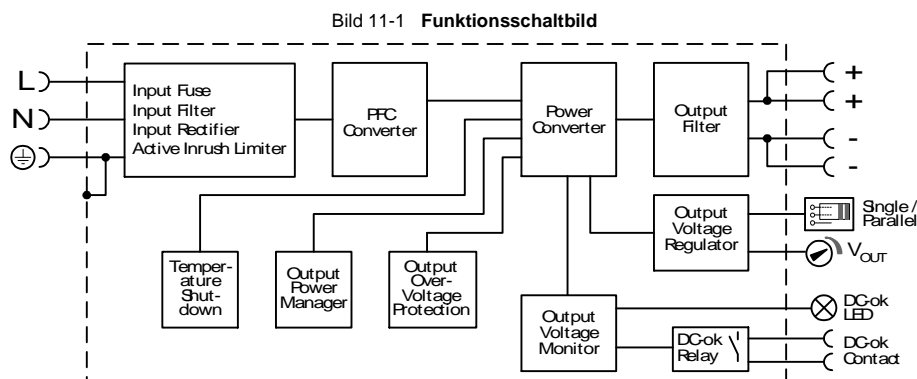 Bild 11-1 Funktionsschaltbild
L
N
Input Fuse
Input Filter
Input Rectifier
Active Inrush Limiter
PFC
Converter
Power
Converter
Output
Filter
+
+
-
-
Temper-
ature
Shut-
down
Output
Power
Manager
Output
Over-
Voltage
Protection
Output
Voltage
Regulator
Single /
Parallel
VOUT
Output
Voltage
Monitor
DC-ok
LED
DC-ok
Relay
DC-ok
Contact